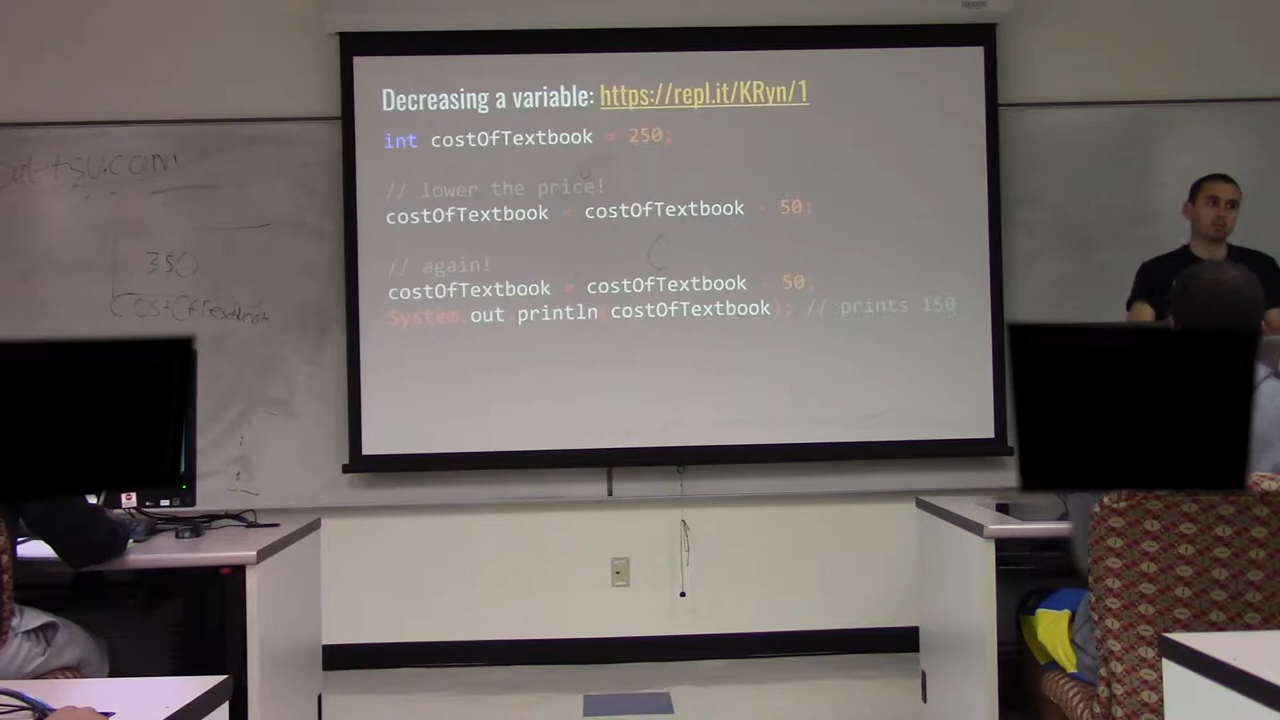 Decreasing a variable: https://repl.it/KRyn/1
int costOfTextbook = 250;
// lower the price!
costOfTextbook = costOfTextbook - 50;
// again!
costOfTextbook = costOfTextbook - 50;
System.out.println(costOfTextbook); // prints 150
350
CostOfTextbook